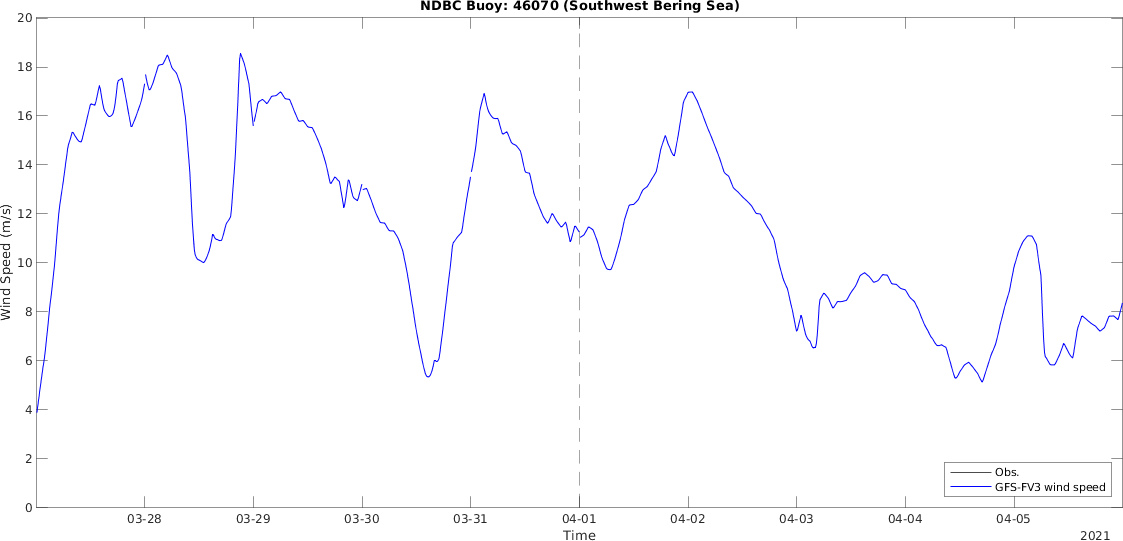 NDBC Buoy: 46070 (Southwest Bering Sea)
20
18
16
14
12
10
8
6
4
2
0
Wind Speed (m/s)
03-28 03-29 03-30 03-31 04-01 04-02 04-03 04-04 04-05
Time
2021
Obs.
GFS-FV3 wind speed